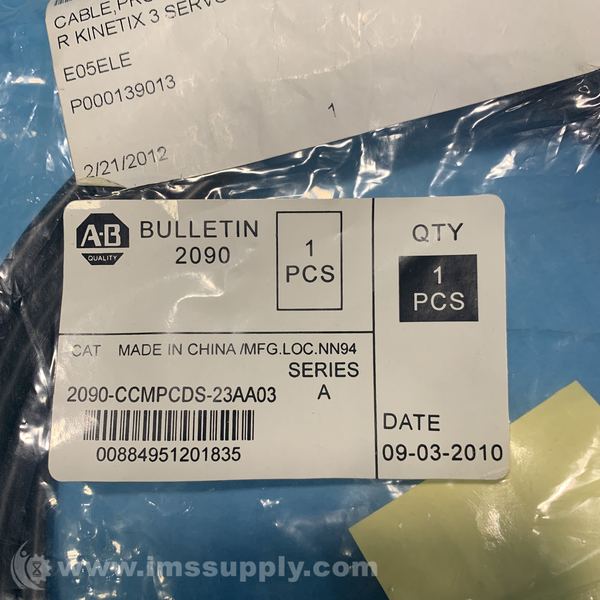 CABLE,PRO
R KINETIX 3 SERVO
E05ELE
P000139013
1
2/21/2012
A-B
QUALITY
BULLETIN
2090
1
PCS
QTY
1
PCS
CAT MADE IN CHINA /MFG.LOC.NN94
SERIES
2090-CCMPCDS-23AA03 A
00884951201835
DATE
09-03-2010
www.imssupply.com